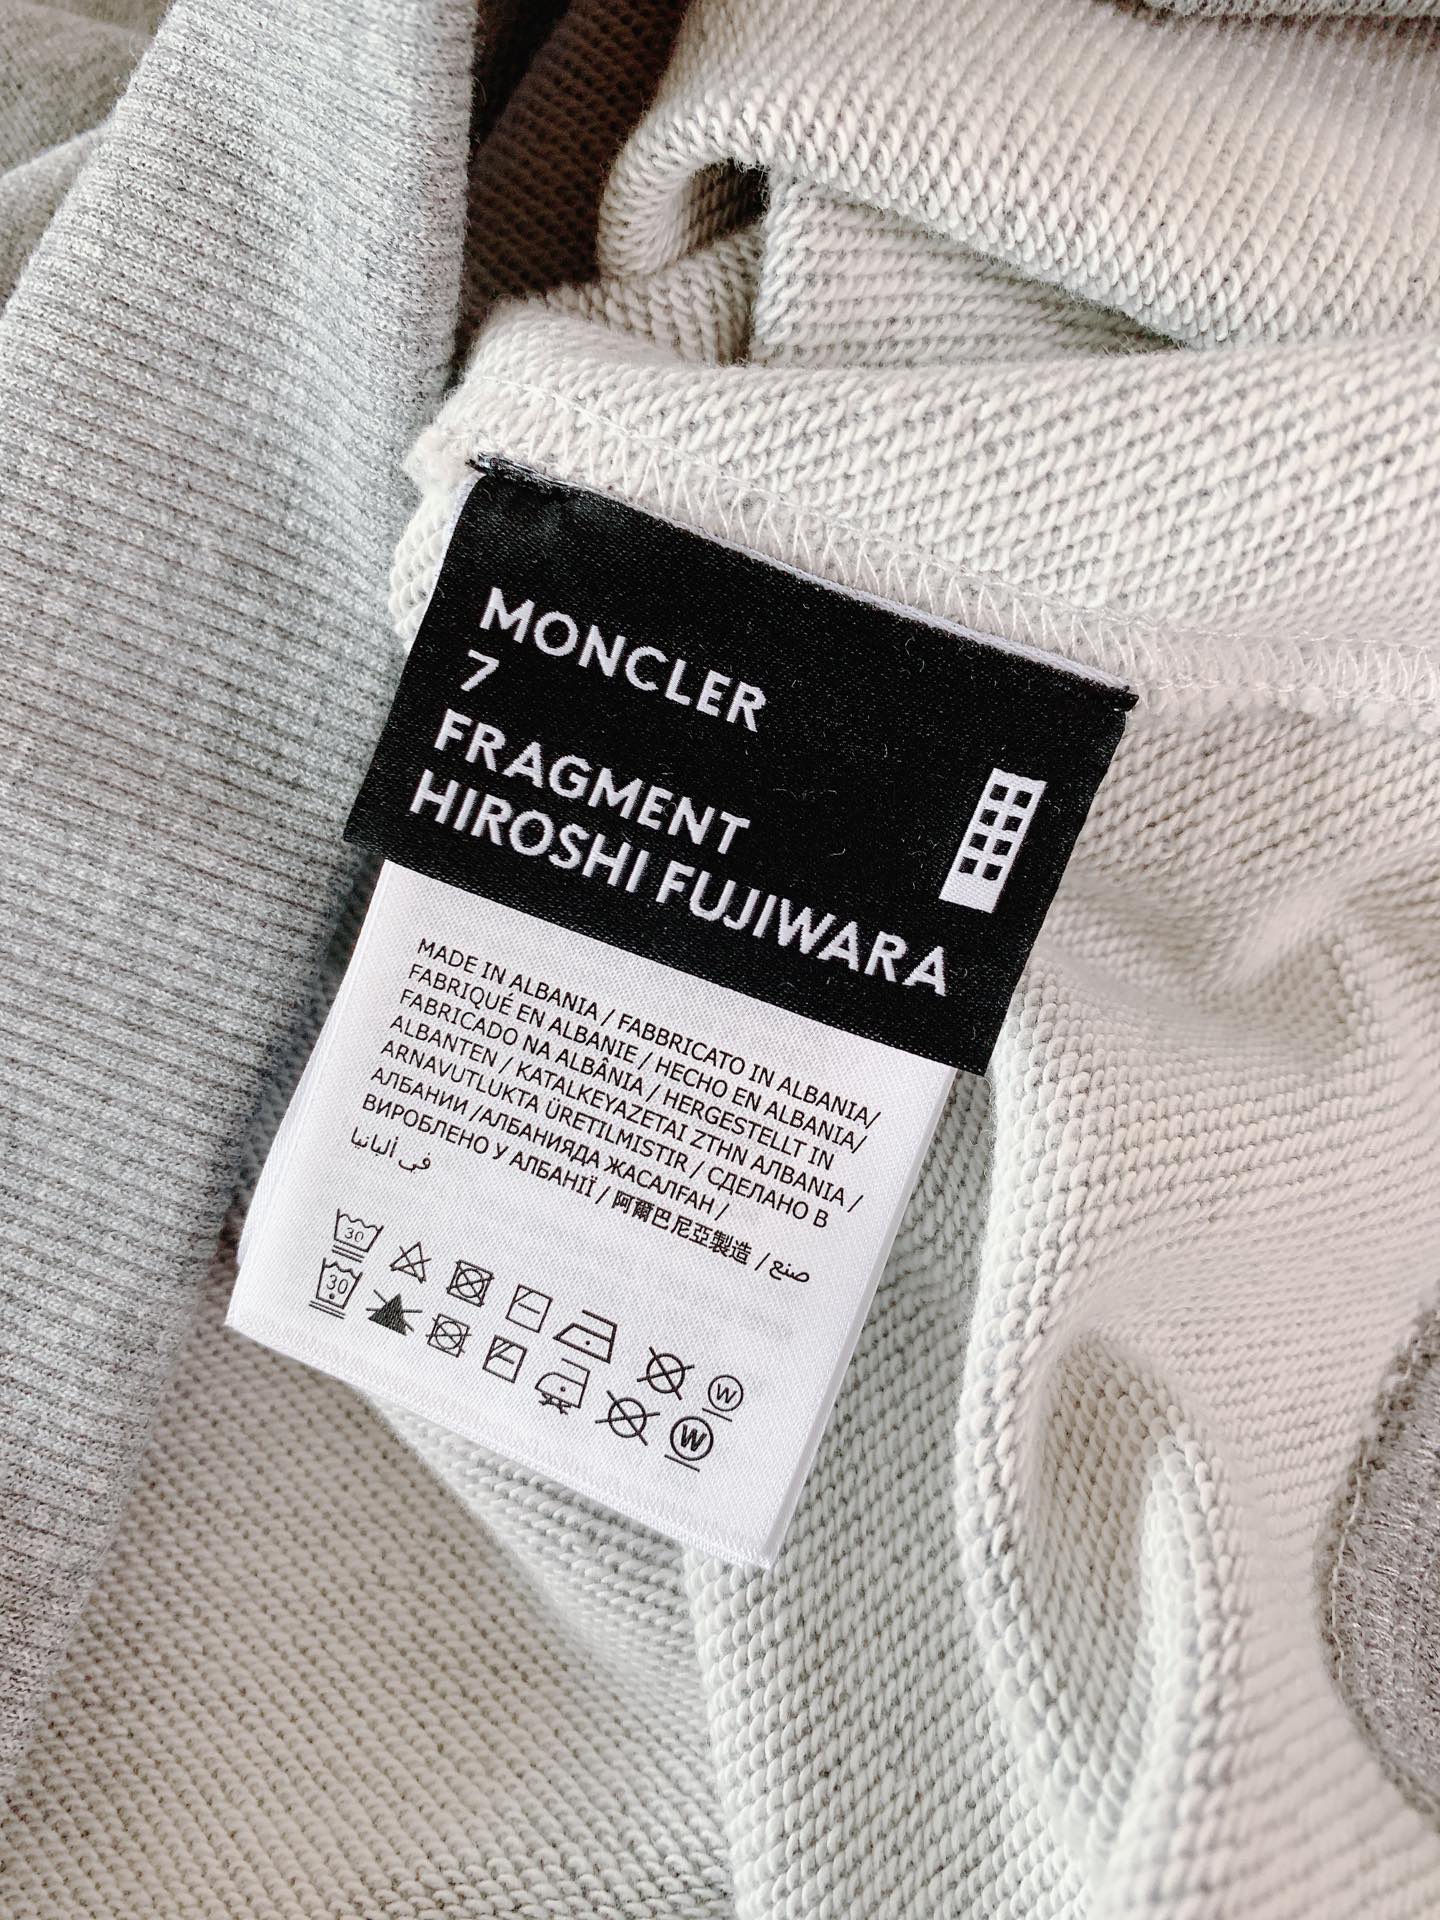 MONCLER
7
FRAGMENT
HIROSHI FUJIWARA
MADE IN ALBANIA / FABBRICATO IN ALBANIA/
FABRIQUÉ EN ALBANIE / HECHO EN ALBANIA/
FABRICADO NA ALBÂNIA / HERGESTELLT IN
ALBANTEN / KATALKEYAZETAI ZTHN ΑΛΒΑΝΙΑ /
ARNAVUTLUKTA ÜRETILMISTIR / СДЕЛАНО В
АЛБАНИИ /АЛБАНИЯДА ЖАСАЛҒАН /
ВИРОБЛЕНО У АЛБАНІЇ / 阿爾巴尼亞製造 / صنع
في ألبانيا
30
W
30
W